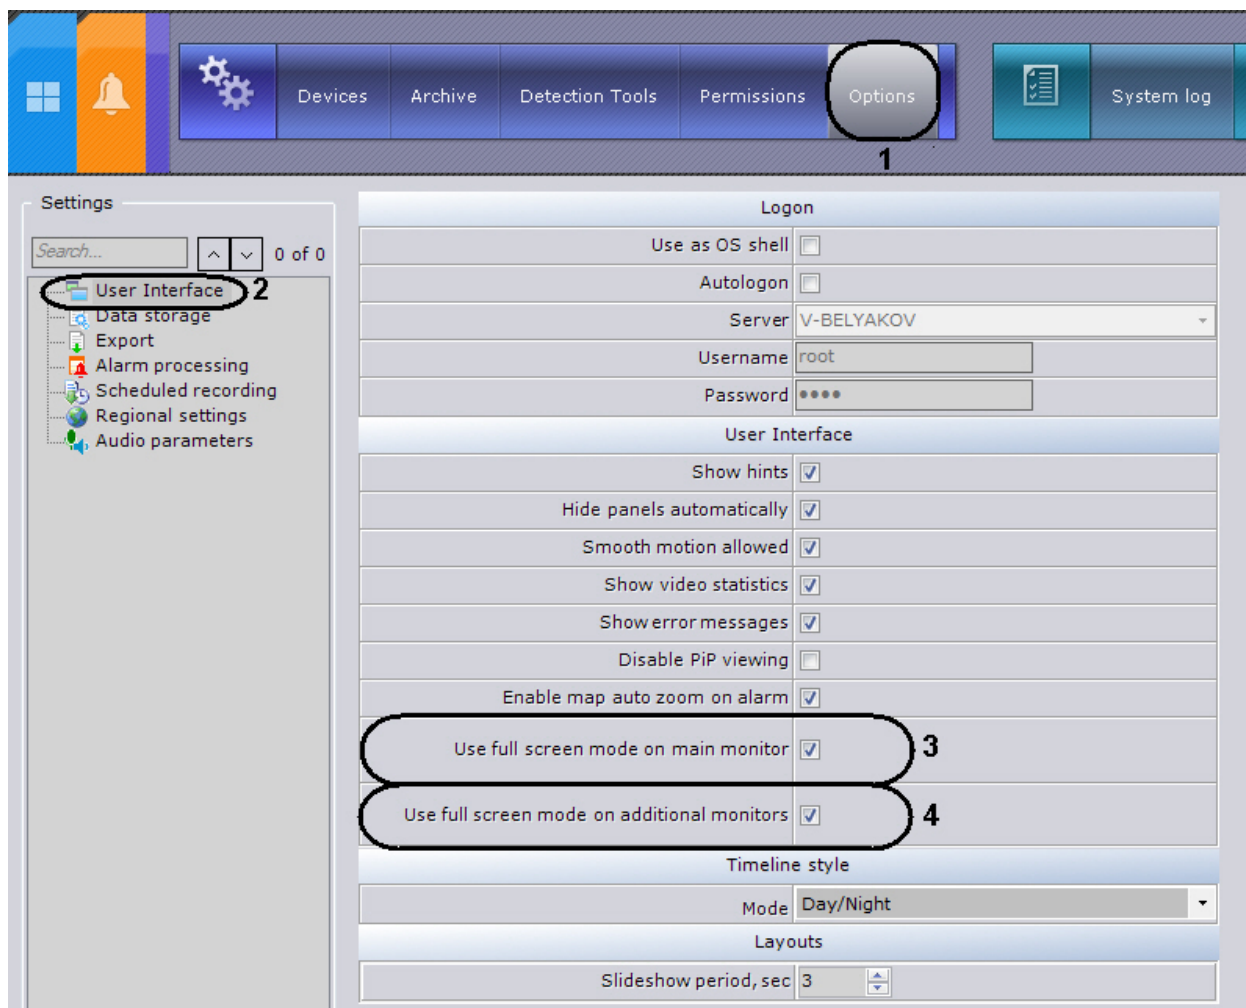 Devices Archive Detection Tools Permissions Options System log
1
Settings
Search... 0 of 0
User Interface 2
Data storage
Export
Alarm processing
Scheduled recording
Regional settings
Audio parameters
Logon
Use as OS shell
Autologon
Server V-BELYAKOV
Username root
Password ••••
User Interface
Show hints
Hide panels automatically
Smooth motion allowed
Show video statistics
Show error messages
Disable PiP viewing
Enable map auto zoom on alarm
Use full screen mode on main monitor 3
Use full screen mode on additional monitors 4
Timeline style
Mode Day/Night
Layouts
Slideshow period, sec 3